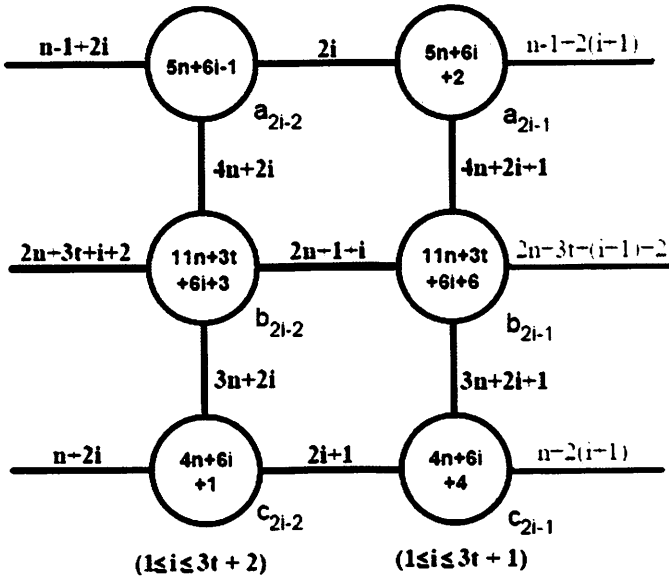 n-1+2i 5n+6i-1 2i 5n+6i n-1+2(i+1)
+2
a2i-2 a2i-1
4n+2i 4n+2i+1
2n+3t+i+2 11n+3t 2n+1+i 11n+3t 2n+3t+(i+1)+2
+6i+3 +6i+6
b2i-2 b2i-1
3n+2i 3n+2i+1
n+2i 4n+6i 2i+1 4n+6i n+2(i+1)
+1 +4
c2i-2 c2i-1
(1≤i≤3t + 2) (1≤i≤3t + 1)